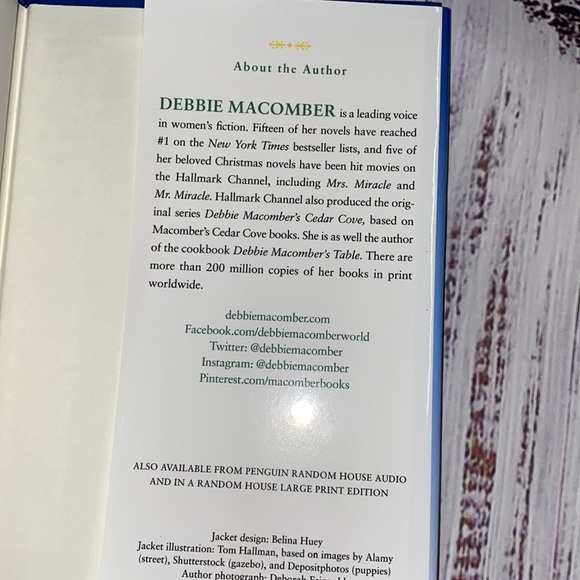 About the Author
DEBBIE MACOMBER is a leading voice
in women's fiction. Fifteen of her novels have reached
#1 on the New York Times bestseller lists, and five of
her beloved Christmas novels have been hit movies on
the Hallmark Channel, including Mrs. Miracle and
Mr. Miracle. Hallmark Channel also produced the orig-
inal series Debbie Macomber's Cedar Cove, based on
Macomber's Cedar Cove books. She is as well the author
of the cookbook Debbie Macomber's Table. There are
more than 200 million copies of her books in print
worldwide.
debbiemacomber.com
Facebook.com/debbiemacomberworld
Twitter: @debbiemacomber
Instagram: @debbiemacomber
Pinterest.com/macomberbooks
ALSO AVAILABLE FROM PENGUIN RANDOM HOUSE AUDIO
AND IN A RANDOM HOUSE LARGE PRINT EDITION
Jacket design: Belina Huey
Jacket illustration: Tom Hallman, based on images by Alamy
(street), Shutterstock (gazebo), and Depositphotos (puppies)
Author photograph: Deborah